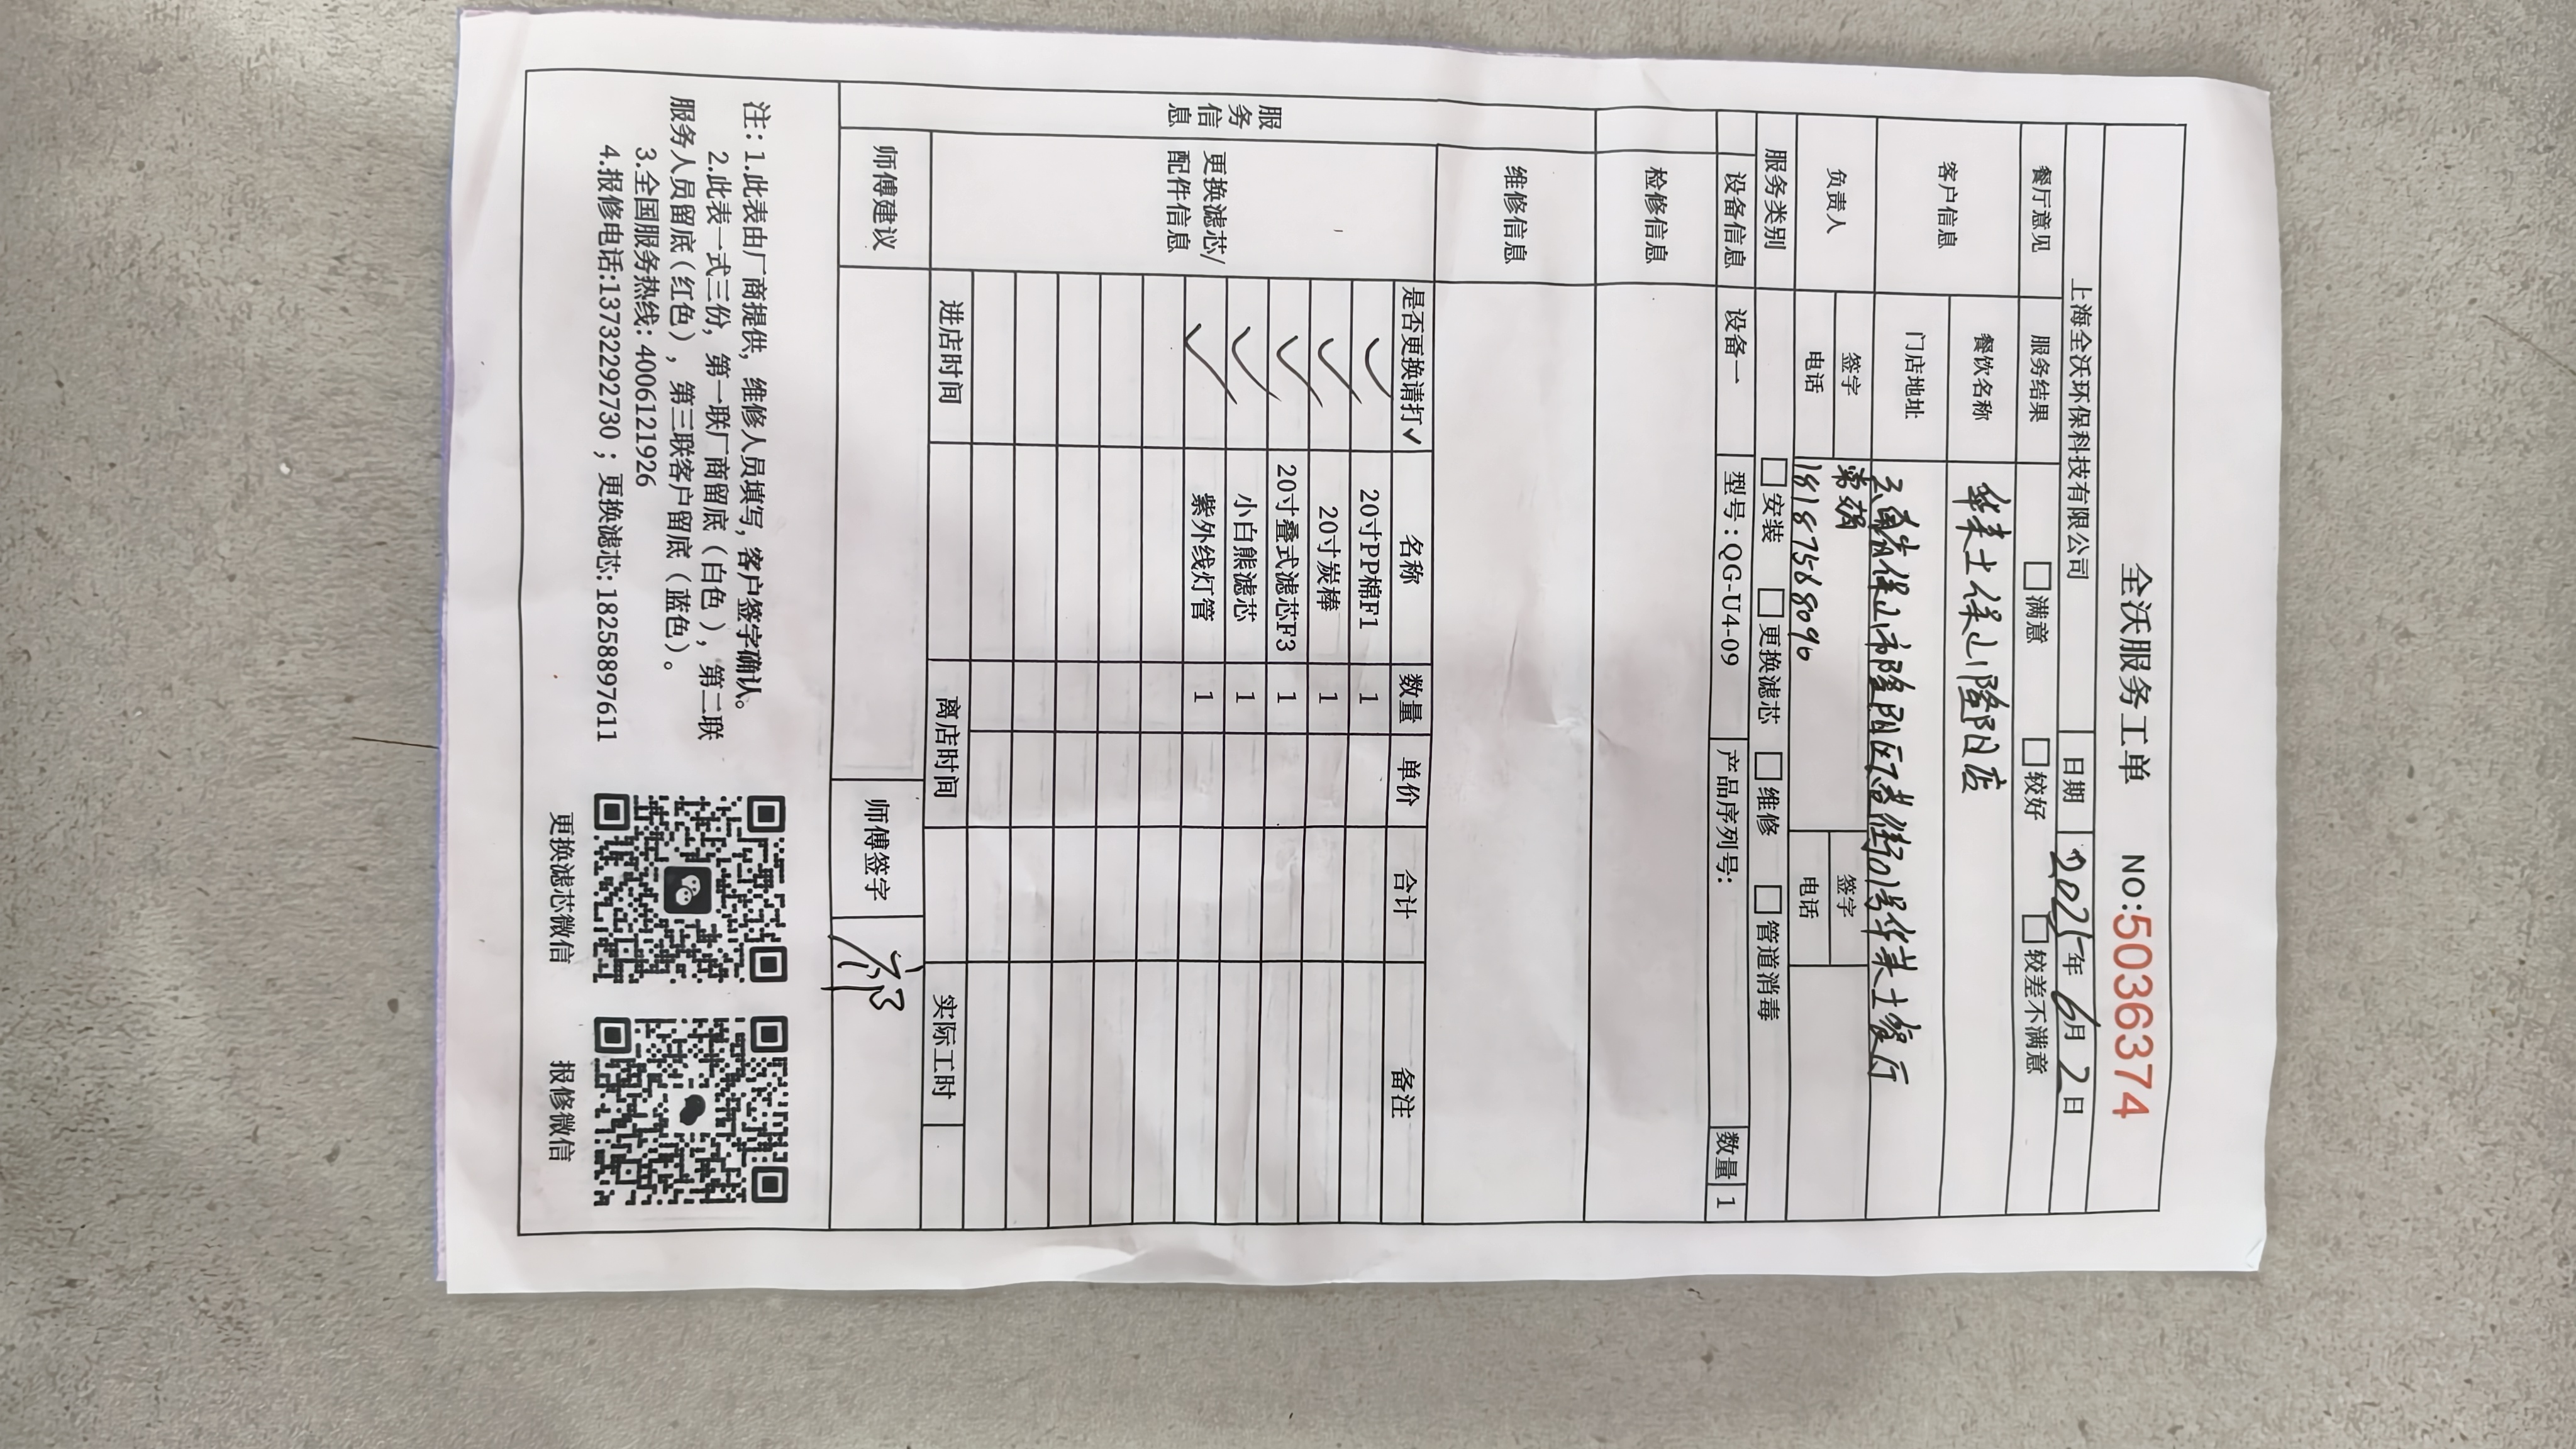 全沃服务工单 NO:5036374
上海全沃环保科技有限公司 日期 2025年 6月 2日
餐厅意见 服务结果 □满意 □较好 □较差不满意
客户信息 餐饮名称 华莱士保山隆阳店
门店地址 云南省保山市隆阳区 华莱士餐厅
负责人 签字 签字
电话 18187568090 电话
服务类别 □安装 □更换滤芯 □维修 □管道消毒
设备信息 设备一 型号:QG-U4-09 产品序列号: 数量 1
检修信息
维修信息
服务信息
更换滤芯/配件信息
是否更换请打✓ 名称 数量 单价 合计 备注
✓ 20寸PP棉F1 1
✓ 20寸炭棒 1
✓ 20寸叠式滤芯F3 1
✓ 小白熊滤芯 1
✓ 紫外线灯管 1
进店时间 离店时间 实际工时
师傅建议 师傅签字
注:1.此表由厂商提供,维修人员填写,客户签字确认。
2.此表一式三份,第一联厂商留底(白色),第二联
服务人员留底(红色),第三联客户留底(蓝色)。
3.全国服务热线:4006121926
4.报修电话:13732292730;更换滤芯:18258897611
更换滤芯微信 报修微信